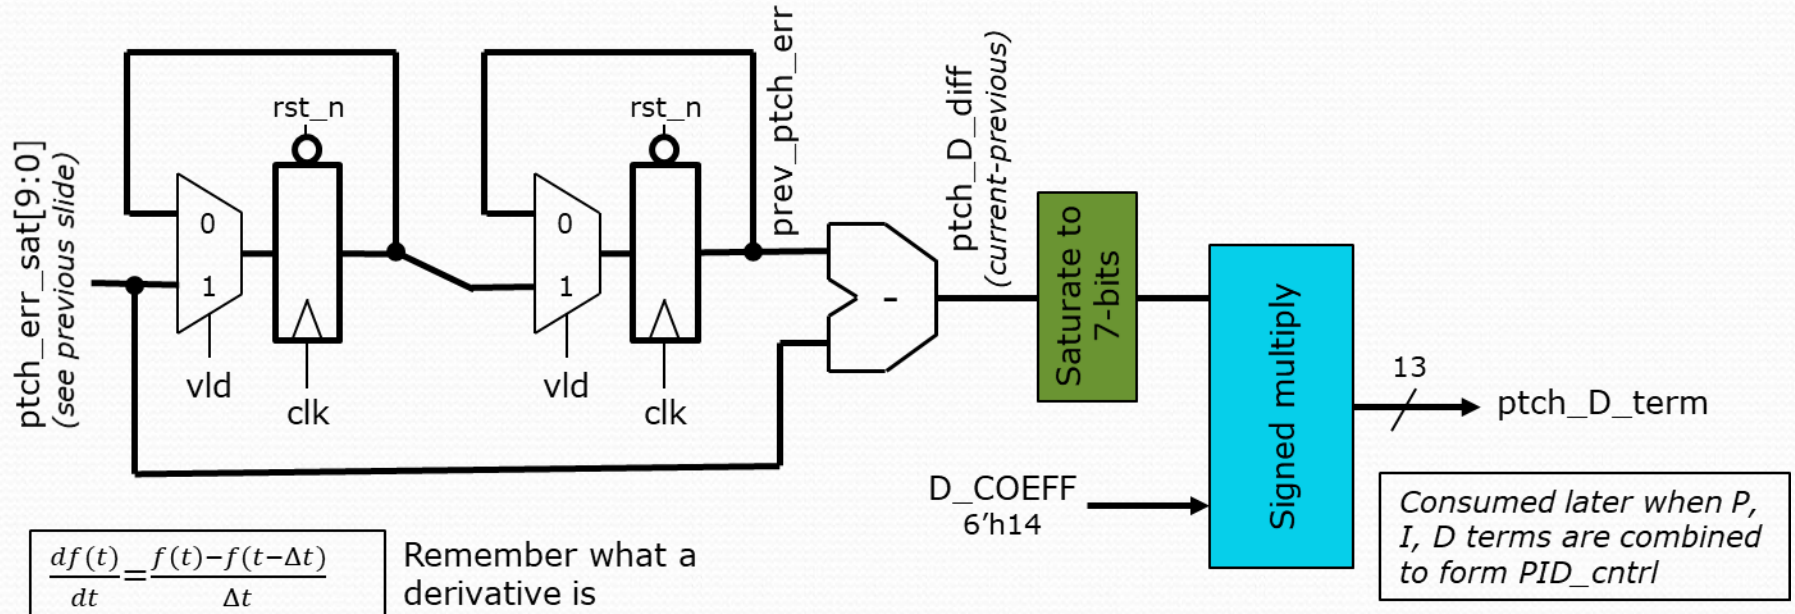 ptch_err_sat[9:0]
(see previous slide)
0
1
vld
rst_n
clk
0
1
vld
rst_n
clk
prev_ptch_err
-
ptch_D_diff
(current-previous)
Saturate to
7-bits
D_COEFF
6'h14
Signed multiply
13
ptch_D_term
Consumed later when P,
I, D terms are combined
to form PID_cntrl
df(t)/dt=f(t)−f(t−Δt)/Δt
Remember what a
derivative is